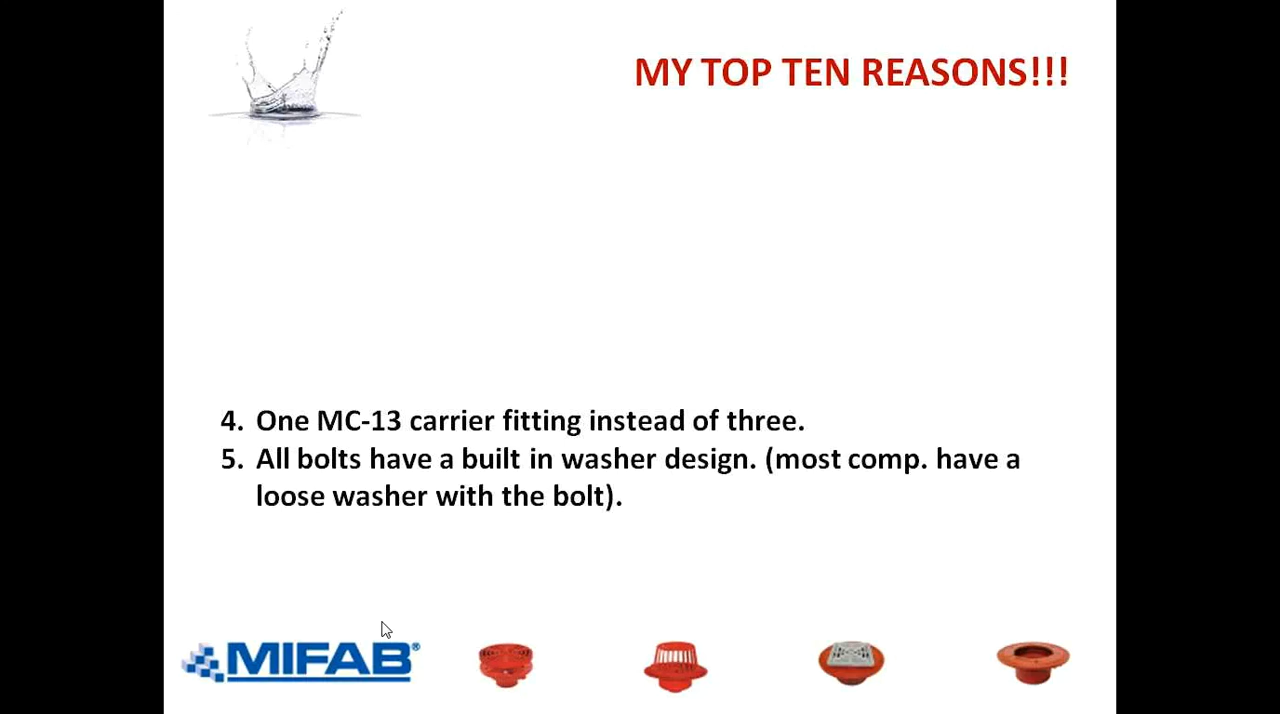 MY TOP TEN REASONS!!!
4. One MC-13 carrier fitting instead of three.
5. All bolts have a built in washer design. (most comp. have a
loose washer with the bolt).
MIFAB®